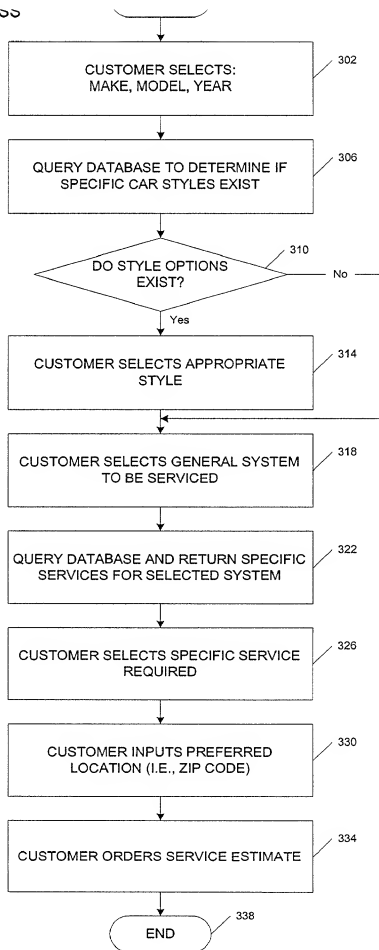 SS
CUSTOMER SELECTS:
MAKE, MODEL, YEAR
302
QUERY DATABASE TO DETERMINE IF
SPECIFIC CAR STYLES EXIST
306
DO STYLE OPTIONS
EXIST?
310
No
Yes
CUSTOMER SELECTS APPROPRIATE
STYLE
314
CUSTOMER SELECTS GENERAL SYSTEM
TO BE SERVICED
318
QUERY DATABASE AND RETURN SPECIFIC
SERVICES FOR SELECTED SYSTEM
322
CUSTOMER SELECTS SPECIFIC SERVICE
REQUIRED
326
CUSTOMER INPUTS PREFERRED
LOCATION (I.E., ZIP CODE)
330
CUSTOMER ORDERS SERVICE ESTIMATE
334
END
338